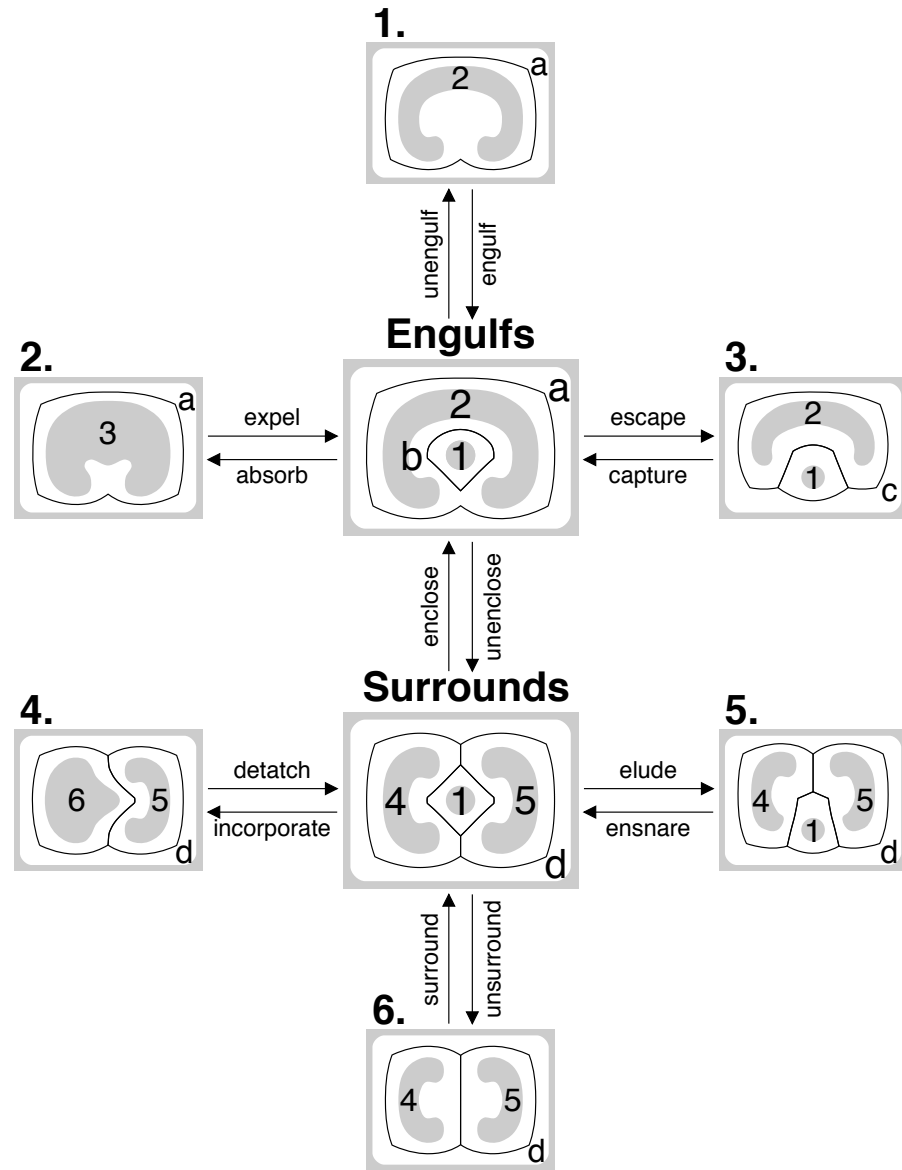 1.
2
a
unengulf
engulf
Engulfs
2.
3
a
expel
absorb
2
a
b
1
escape
capture
3.
2
1
c
enclose
unenclose
Surrounds
4.
6
5
d
detatch
incorporate
4
1
5
d
elude
ensnare
5.
4
5
1
d
surround
unsurround
6.
4
5
d